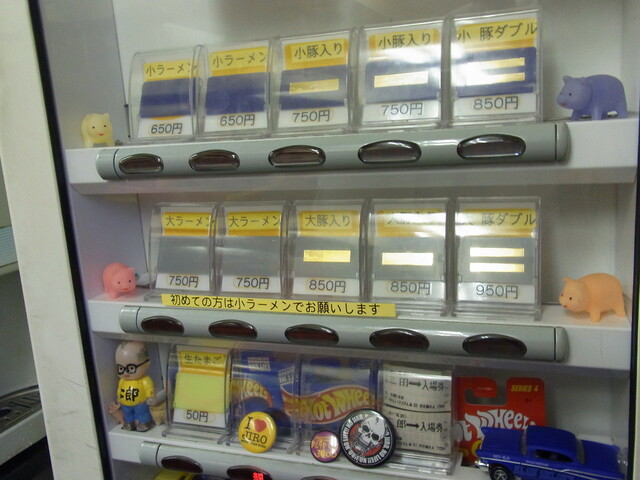 小ラーメン
小ラーメン
小豚入り
小豚入り
小 豚ダブル
650円
650円
750円
750円
850円
大ラーメン
大ラーメン
大豚入り
豚ダブル
750円
750円
850円
850円
950円
初めての方は小ラーメンでお願いします
生たまご
50円
I ♥
JIRO
Hot Wheels
入場券
入場券
SERIES 4
Hot Wheels
郎